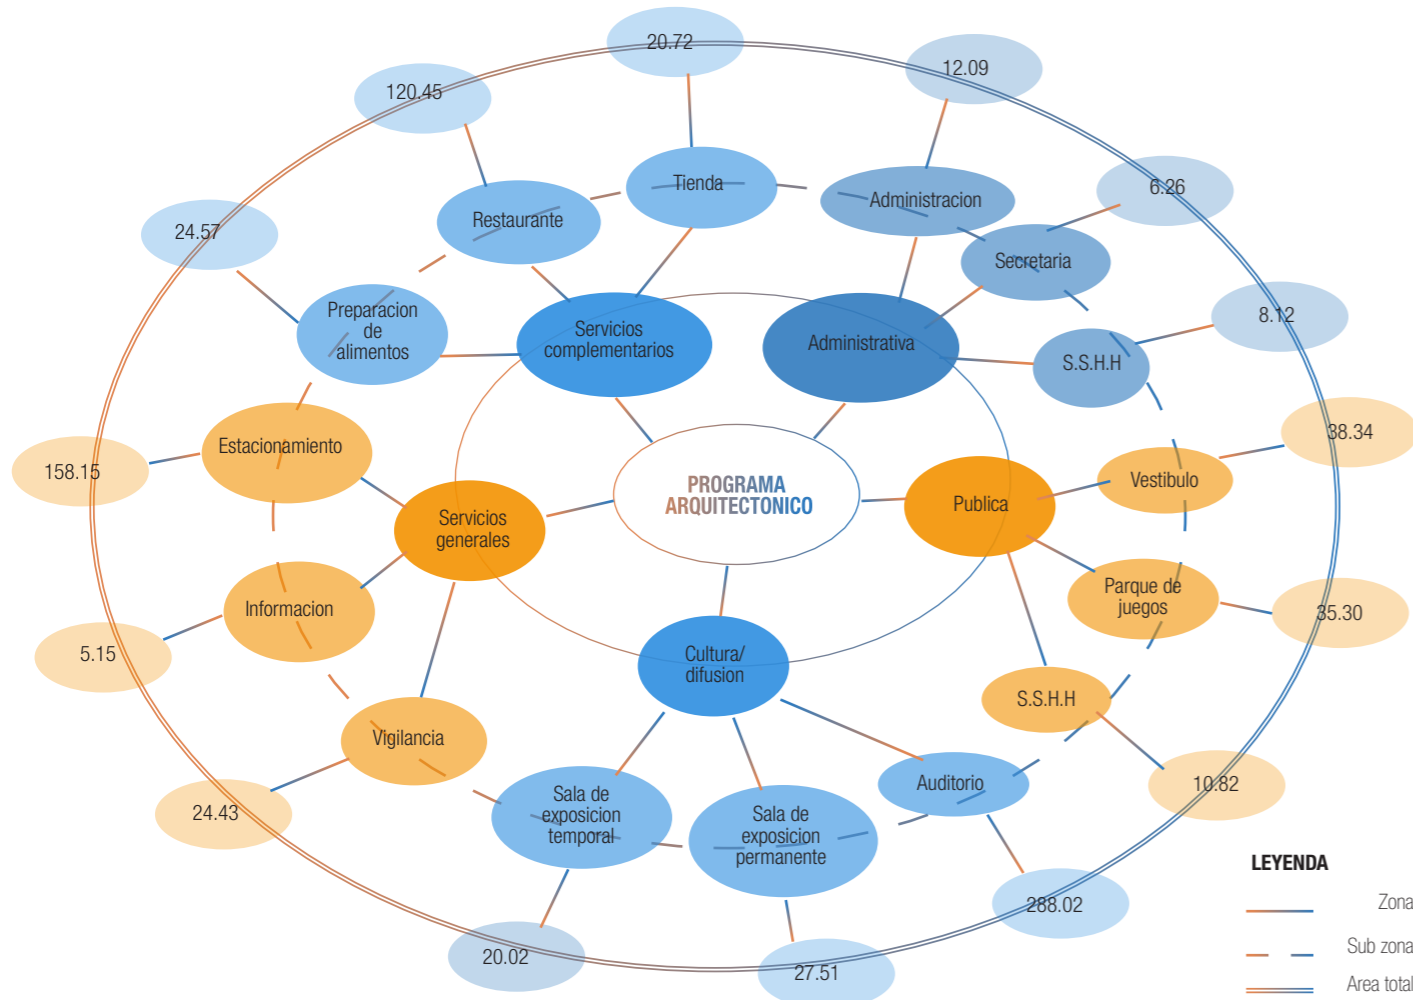 20.72
12.09
120.45
6.26
24.57
8.12
38.34
158.15
35.30
5.15
10.82
24.43
288.02
20.02
27.51
Tienda
Administracion
Restaurante
Secretaria
Preparacion
de
alimentos
S.S.H.H
Servicios
complementarios
Administrativa
Estacionamiento
Vestibulo
PROGRAMA
ARQUITECTONICO
Publica
Servicios
generales
Informacion
Parque de
juegos
Cultura/
difusion
S.S.H.H
Vigilancia
Auditorio
Sala de
exposicion
temporal
Sala de
exposicion
permanente
LEYENDA
Zona
Sub zona
Area total